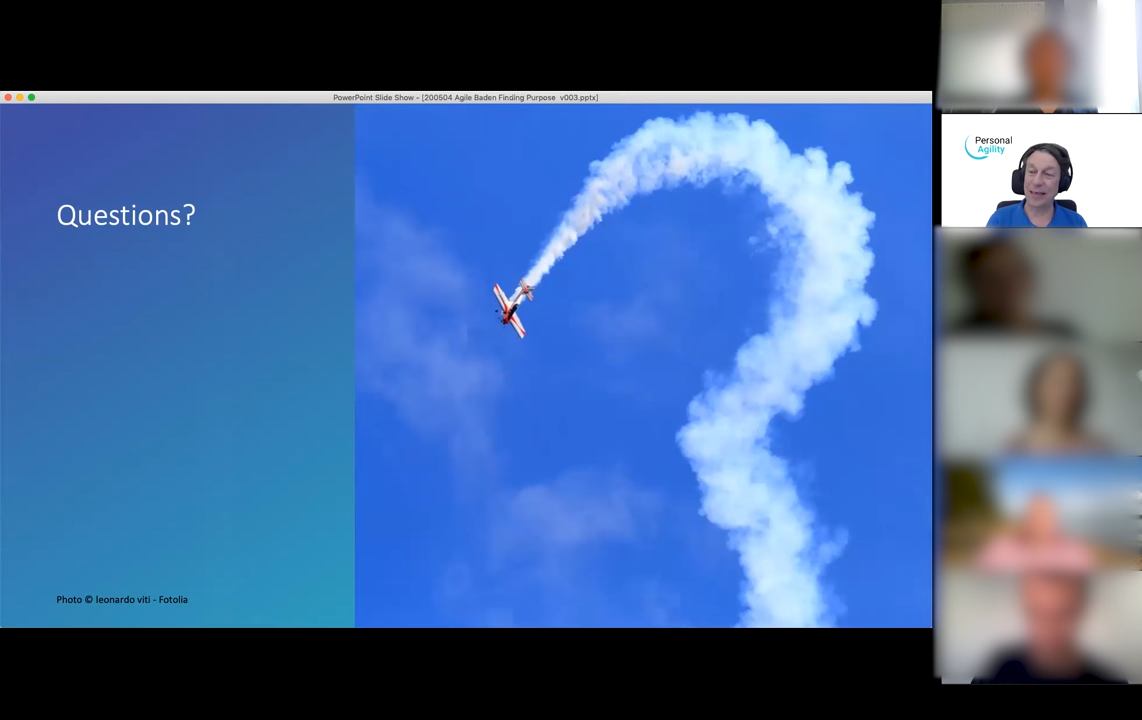 PowerPoint Slide Show - [200504 Agile Baden Finding Purpose  v003.pptx]
Questions?
Photo © leonardo viti - Fotolia
Personal
Agility